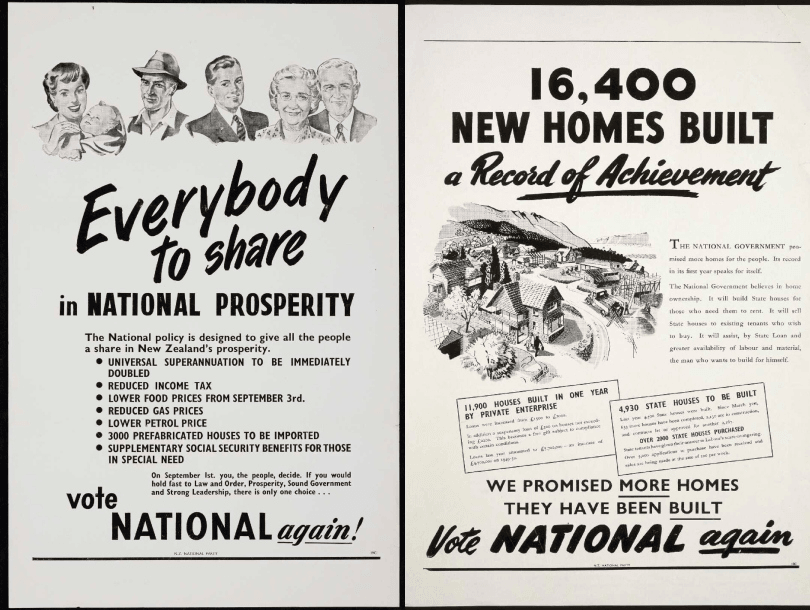 Everybody
to share
in NATIONAL PROSPERITY
The National policy is designed to give all the people
a share in New Zealand's prosperity.
● UNIVERSAL SUPERANNUATION TO BE IMMEDIATELY
DOUBLED
● REDUCED INCOME TAX
● LOWER FOOD PRICES FROM SEPTEMBER 3rd.
● REDUCED GAS PRICES
● LOWER PETROL PRICE
● 3000 PREFABRICATED HOUSES TO BE IMPORTED
● SUPPLEMENTARY SOCIAL SECURITY BENEFITS FOR THOSE
IN SPECIAL NEED
On September 1st. you, the people, decide. If you would
hold fast to Law and Order, Prosperity, Sound Government
and Strong Leadership, there is only one choice . . .
vote
NATIONAL again!
N.Z. NATIONAL PARTY
16,400
NEW HOMES BUILT
a Record of Achievement
THE NATIONAL GOVERNMENT pro-
mised more homes for the people. Its record
in its first year speaks for itself.
The National Government believes in home
ownership. It will build State houses for
those who need them to rent. It will sell
State houses to existing tenants who wish
to buy. It will assist, by State Loan and
greater availability of labour and material,
the man who wants to build for himself.
11,900 HOUSES BUILT IN ONE YEAR
BY PRIVATE ENTERPRISE
4,930 STATE HOUSES TO BE BUILT
OVER 2000 STATE HOUSES PURCHASED
WE PROMISED MORE HOMES
THEY HAVE BEEN BUILT
Vote NATIONAL again
N.Z. NATIONAL PARTY